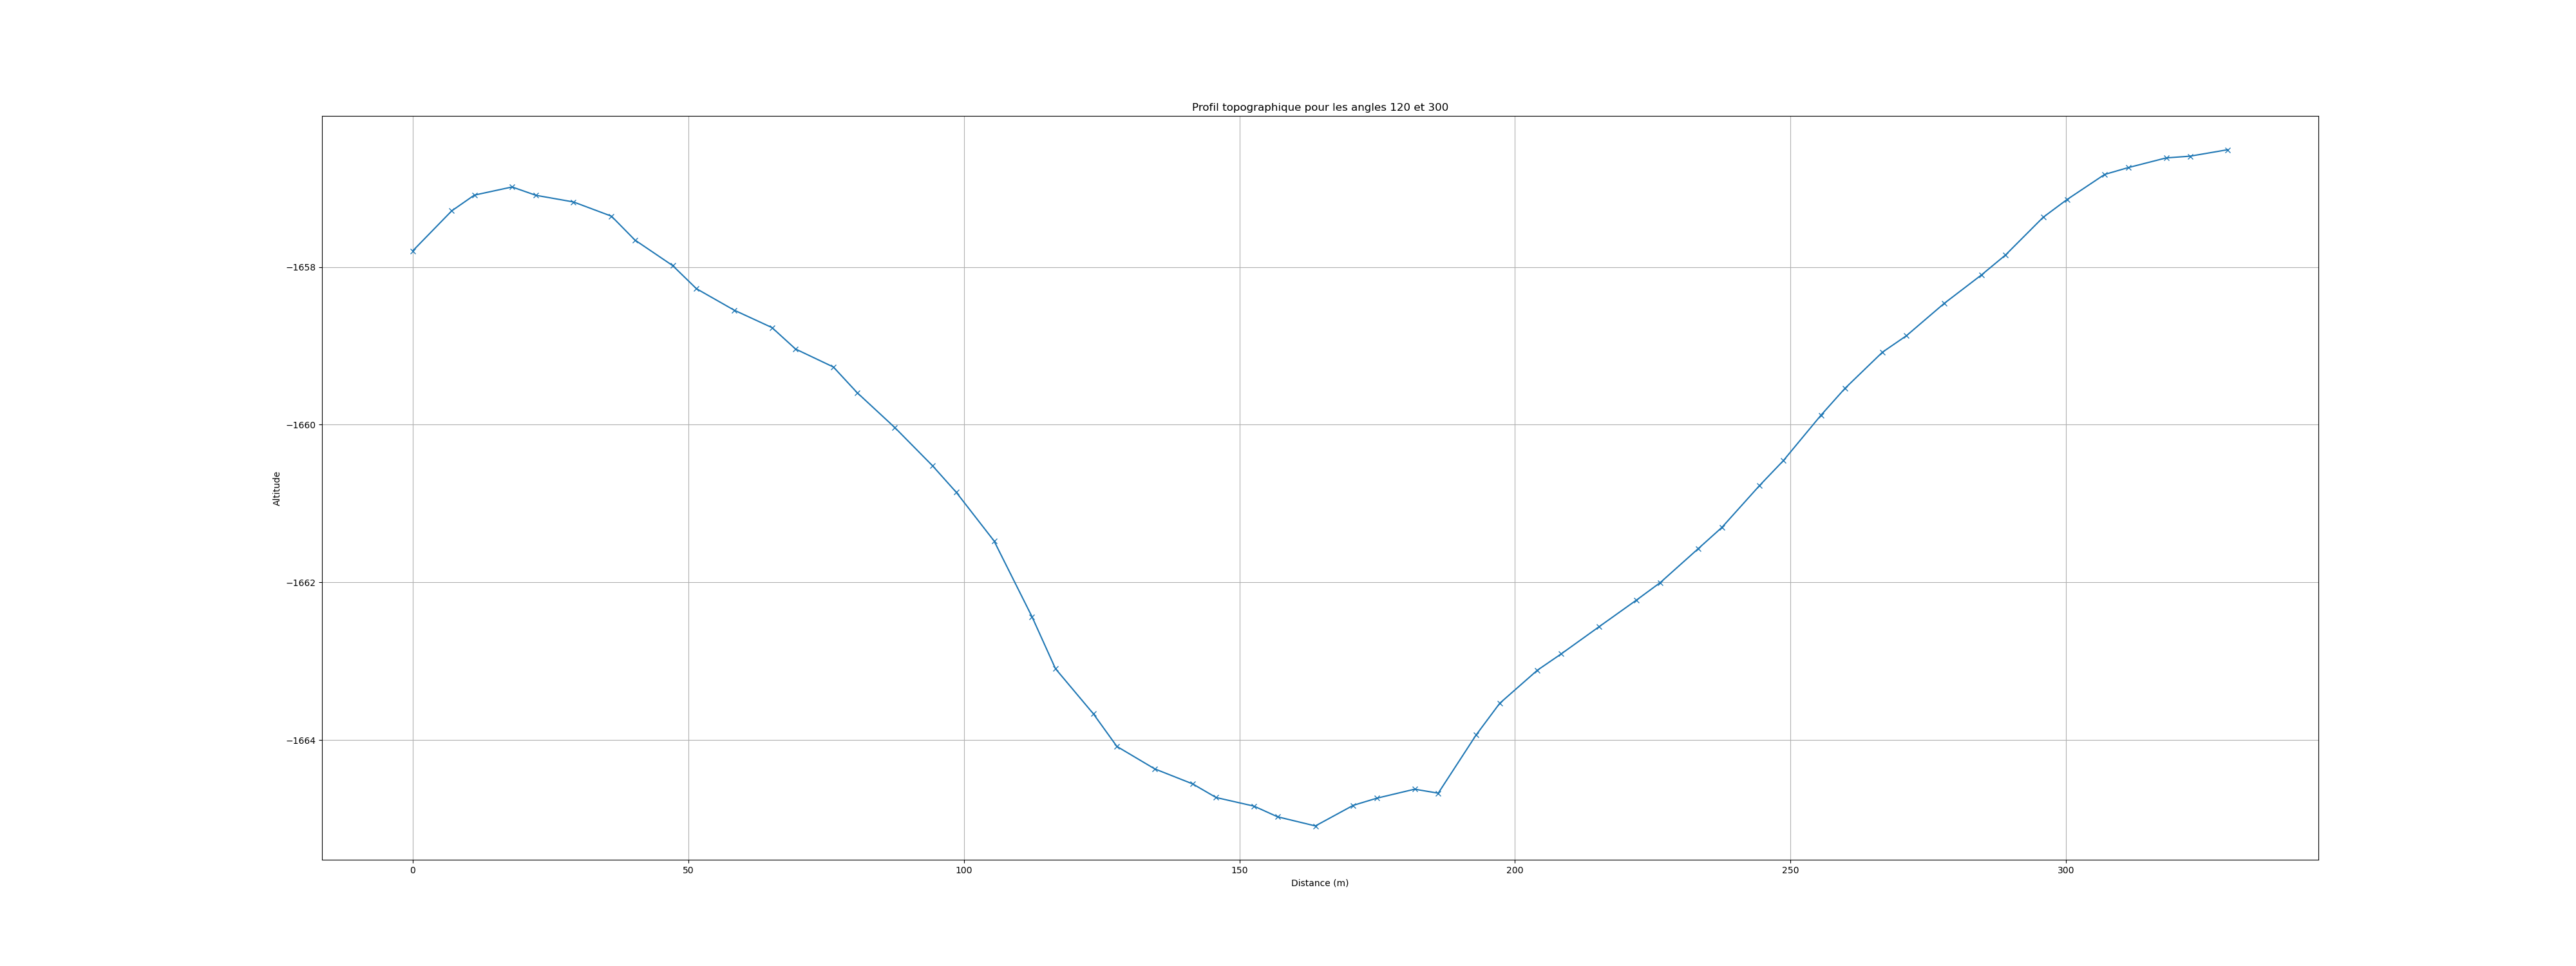 Profil topographique pour les angles 120 et 300
−1658
−1660
−1662
−1664
Altitude
0 50 100 150 200 250 300
Distance (m)